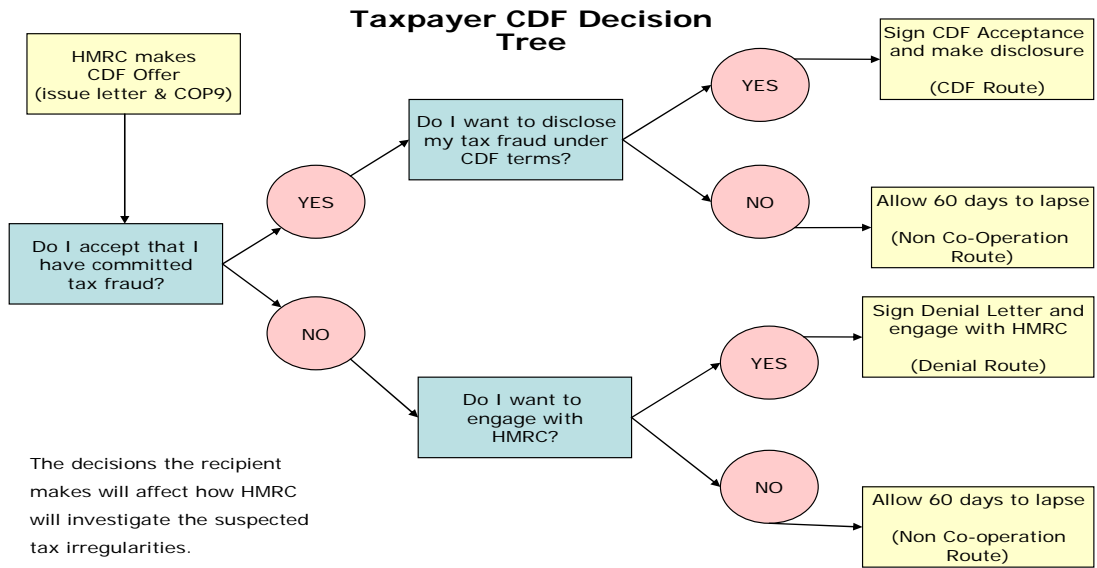 Taxpayer CDF Decision
Tree
HMRC makes
CDF Offer
(issue letter & COP9)
Do I accept that I
have committed
tax fraud?
YES
NO
Do I want to disclose
my tax fraud under
CDF terms?
YES
Sign CDF Acceptance
and make disclosure
(CDF Route)
NO
Allow 60 days to lapse
(Non Co-Operation
Route)
Do I want to
engage with
HMRC?
YES
Sign Denial Letter and
engage with HMRC
(Denial Route)
NO
Allow 60 days to lapse
(Non Co-operation
Route)
The decisions the recipient
makes will affect how HMRC
will investigate the suspected
tax irregularities.